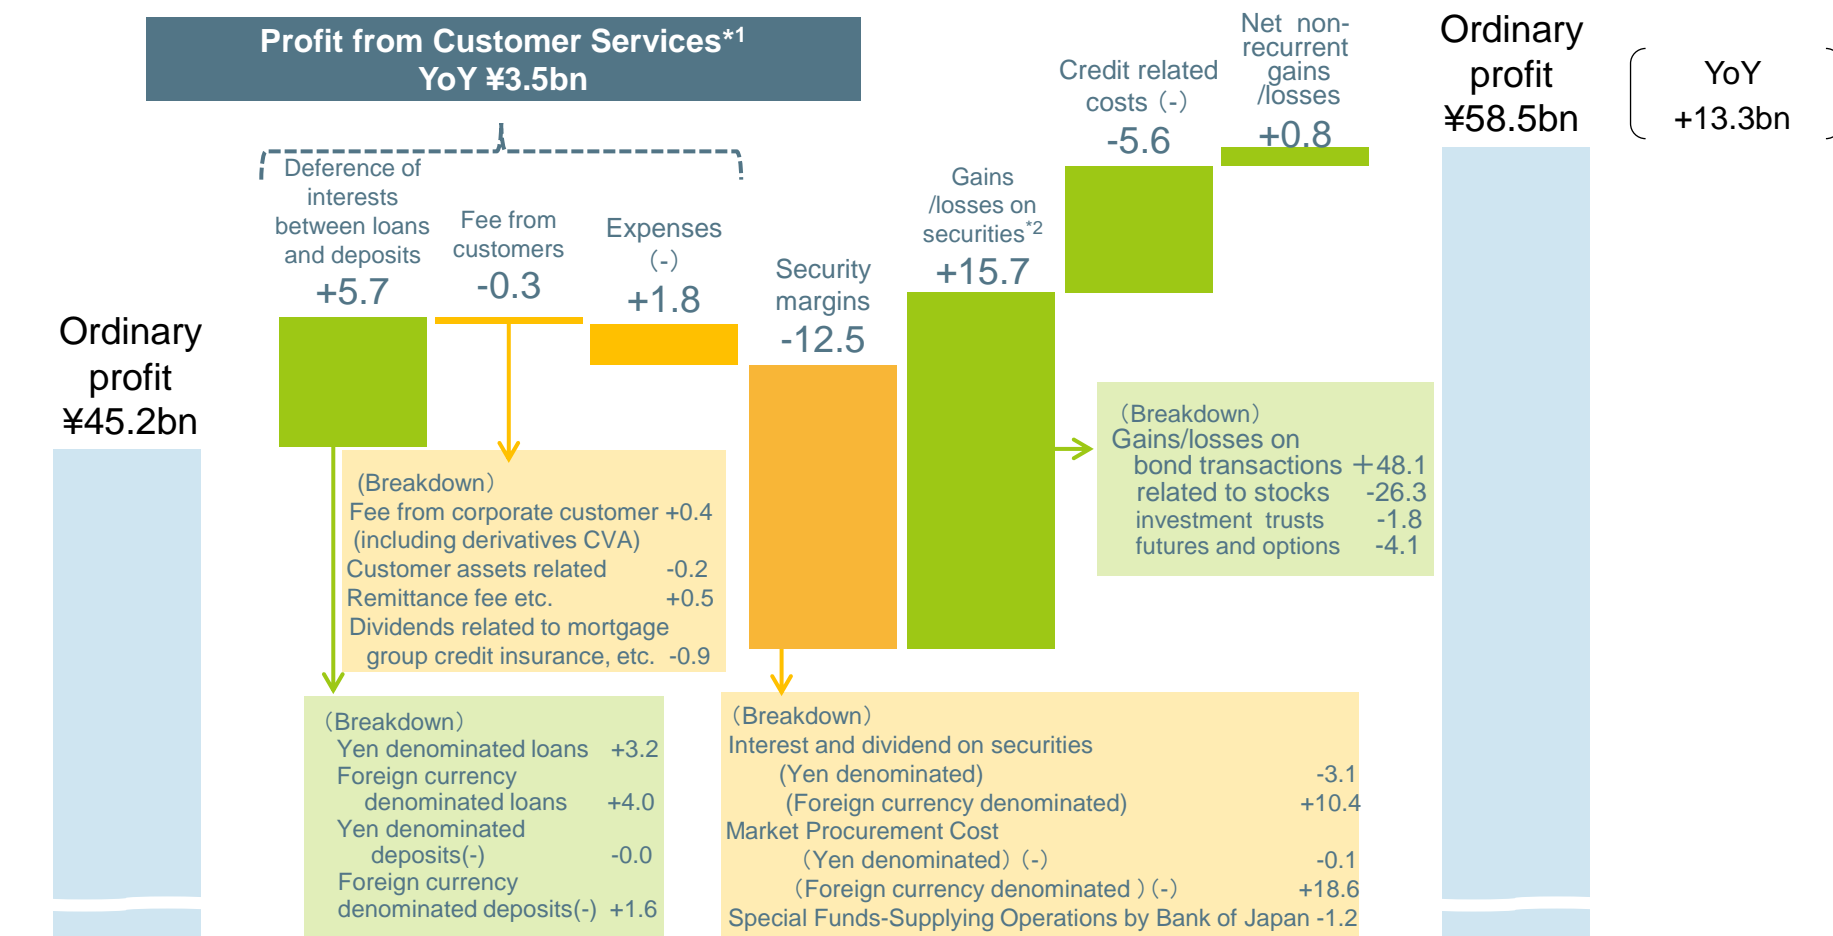 Profit from Customer Services*1
YoY ¥3.5bn
Ordinary
profit
¥45.2bn
Deference of
interests
between loans
and deposits
+5.7
Fee from
customers
-0.3
Expenses
（-）
+1.8
Security
margins
-12.5
Gains
/losses on
securities*2
+15.7
Credit related
costs（-）
-5.6
Net non-
recurrent
gains
/losses
+0.8
Ordinary
profit
¥58.5bn
YoY
+13.3bn
(Breakdown）
Fee from corporate customer +0.4
(including derivatives CVA)
Customer assets related -0.2
Remittance fee etc. +0.5
Dividends related to mortgage
group credit insurance, etc. -0.9
（Breakdown）
Gains/losses on
bond transactions ＋48.1
related to stocks -26.3
investment trusts -1.8
futures and options -4.1
（Breakdown）
Yen denominated loans +3.2
Foreign currency
denominated loans +4.0
Yen denominated
deposits(-) -0.0
Foreign currency
denominated deposits(-) +1.6
（Breakdown）
Interest and dividend on securities
(Yen denominated) -3.1
(Foreign currency denominated) +10.4
Market Procurement Cost
（Yen denominated）（-） -0.1
（Foreign currency denominated ）（-） +18.6
Special Funds-Supplying Operations by Bank of Japan -1.2